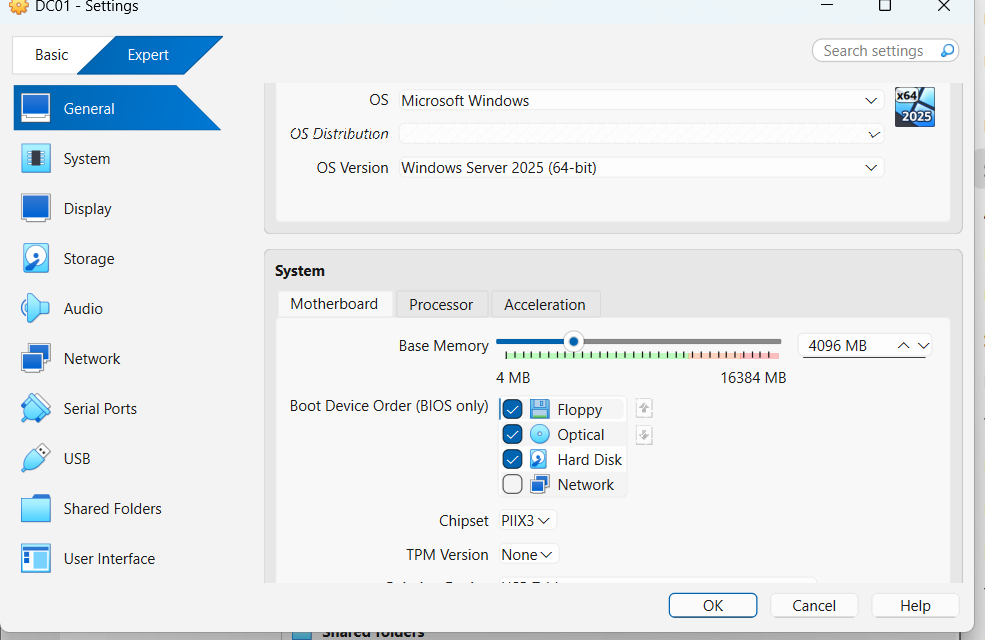 DC01 - Settings
Basic
Expert
Search settings
General
System
Display
Storage
Audio
Network
Serial Ports
USB
Shared Folders
User Interface
OS
Microsoft Windows
x64
2025
OS Distribution
OS Version
Windows Server 2025 (64-bit)
System
Motherboard
Processor
Acceleration
Base Memory
4096 MB
4 MB
16384 MB
Boot Device Order (BIOS only)
Floppy
Optical
Hard Disk
Network
Chipset
PIIX3
TPM Version
None
OK
Cancel
Help
Shared folders